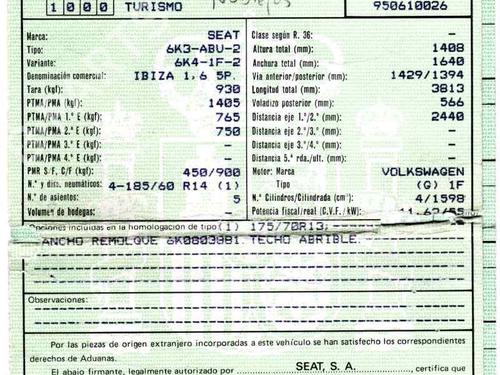 1000 TURISMO 950610026
Marca: SEAT Clase según R. 36: —
Tipo: 6K3-ABU-2 Altura total (mm): 1408
Variante: 6K4-1F-2 Anchura total (mm): 1640
Denominación comercial: IBIZA 1,6 5P. Vía anterior/posterior (mm): 1429/1394
Tara (kgf): 930 Longitud total (mm): 3813
PTMA/PMA (kgf): 1405 Voladizo posterior (mm): 566
PTMA/PMA 1.º E (kgf): 765 Distancia eje 1.º/2.º (mm): 2440
PTMA/PMA 2.º E (kgf): 750 Distancia eje 2.º/3.º (mm): —
PTMA/PMA 3.º E (kgf): — Distancia eje 3.º/4.º (mm): —
PTMA/PMA 4.º E (kgf): — Distancia 5.ª rda./ult. (mm): —
PMR S/F, C/F (kgf): 450/900 Motor: Marca VOLKSWAGEN
N.º y dis. neumáticos: 4-185/60 R14 (1) Tipo (G) 1F
N.º de asientos: 5 N.º Cilindros/Cilindrada (cm³): 4/1598
Volumen de bodegas: — Potencia fiscal/real (C.V.F./kW):
Opciones incluidas en la homologación de tipo (1) 175/70R13;
ANCHO REMOLQUE 6K0803881. TECHO ABRIBLE.
Observaciones:
Por las piezas de origen extranjero incorporadas a este vehículo se han satisfecho los correspondientes
derechos de Aduanas.
El abajo firmante, legalmente autorizado por SEAT, S. A., certifica que